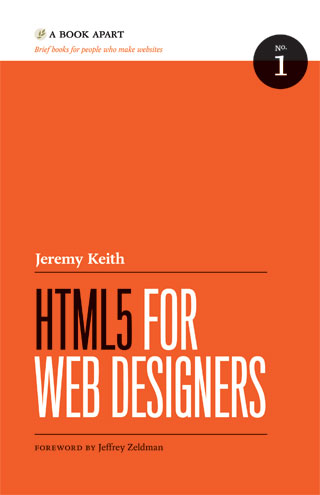 A BOOK APART
Brief books for people who make websites
No.
1
Jeremy Keith
HTML5 FOR
WEB DESIGNERS
FOREWORD BY Jeffrey Zeldman